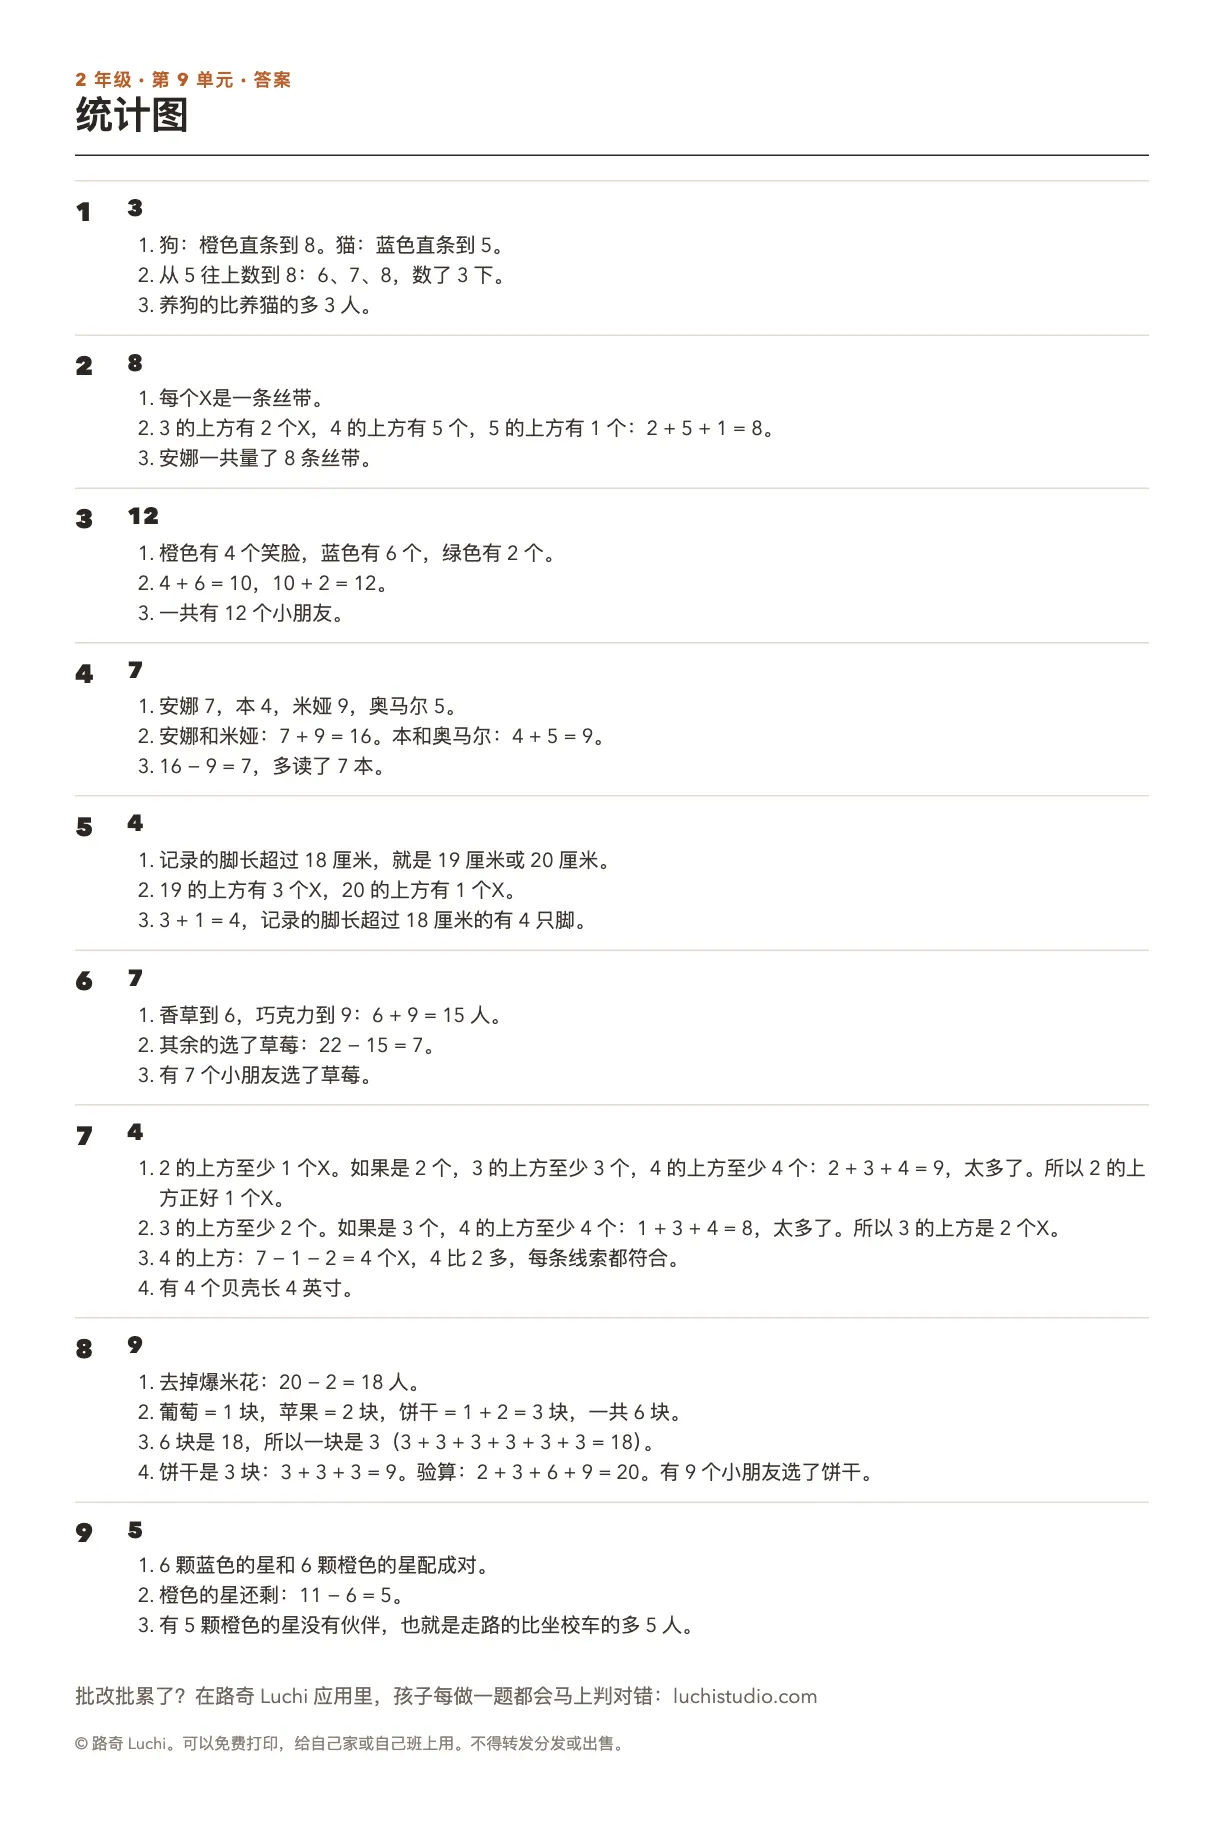 2 年级 · 第 9 单元 · 答案
统计图
1 3
1. 狗：橙色直条到 8。猫：蓝色直条到 5。
2. 从 5 往上数到 8：6、7、8，数了 3 下。
3. 养狗的比养猫的多 3 人。
2 8
1. 每个X是一条丝带。
2. 3 的上方有 2 个X，4 的上方有 5 个，5 的上方有 1 个：2 + 5 + 1 = 8。
3. 安娜一共量了 8 条丝带。
3 12
1. 橙色有 4 个笑脸，蓝色有 6 个，绿色有 2 个。
2. 4 + 6 = 10，10 + 2 = 12。
3. 一共有 12 个小朋友。
4 7
1. 安娜 7，本 4，米娅 9，奥马尔 5。
2. 安娜和米娅：7 + 9 = 16。本和奥马尔：4 + 5 = 9。
3. 16 − 9 = 7，多读了 7 本。
5 4
1. 记录的脚长超过 18 厘米，就是 19 厘米或 20 厘米。
2. 19 的上方有 3 个X，20 的上方有 1 个X。
3. 3 + 1 = 4，记录的脚长超过 18 厘米的有 4 只脚。
6 7
1. 香草到 6，巧克力到 9：6 + 9 = 15 人。
2. 其余的选了草莓：22 − 15 = 7。
3. 有 7 个小朋友选了草莓。
7 4
1. 2 的上方至少 1 个X。如果是 2 个，3 的上方至少 3 个，4 的上方至少 4 个：2 + 3 + 4 = 9，太多了。所以 2 的上
方正好 1 个X。
2. 3 的上方至少 2 个。如果是 3 个，4 的上方至少 4 个：1 + 3 + 4 = 8，太多了。所以 3 的上方是 2 个X。
3. 4 的上方：7 − 1 − 2 = 4 个X，4 比 2 多，每条线索都符合。
4. 有 4 个贝壳长 4 英寸。
8 9
1. 去掉爆米花：20 − 2 = 18 人。
2. 葡萄 = 1 块，苹果 = 2 块，饼干 = 1 + 2 = 3 块，一共 6 块。
3. 6 块是 18，所以一块是 3（3 + 3 + 3 + 3 + 3 + 3 = 18）。
4. 饼干是 3 块：3 + 3 + 3 = 9。验算：2 + 3 + 6 + 9 = 20。有 9 个小朋友选了饼干。
9 5
1. 6 颗蓝色的星和 6 颗橙色的星配成对。
2. 橙色的星还剩：11 − 6 = 5。
3. 有 5 颗橙色的星没有伙伴，也就是走路的比坐校车的多 5 人。
批改批累了？在路奇 Luchi 应用里，孩子每做一题都会马上判对错：luchistudio.com
© 路奇 Luchi。可以免费打印，给自己家或自己班上用。不得转发分发或出售。